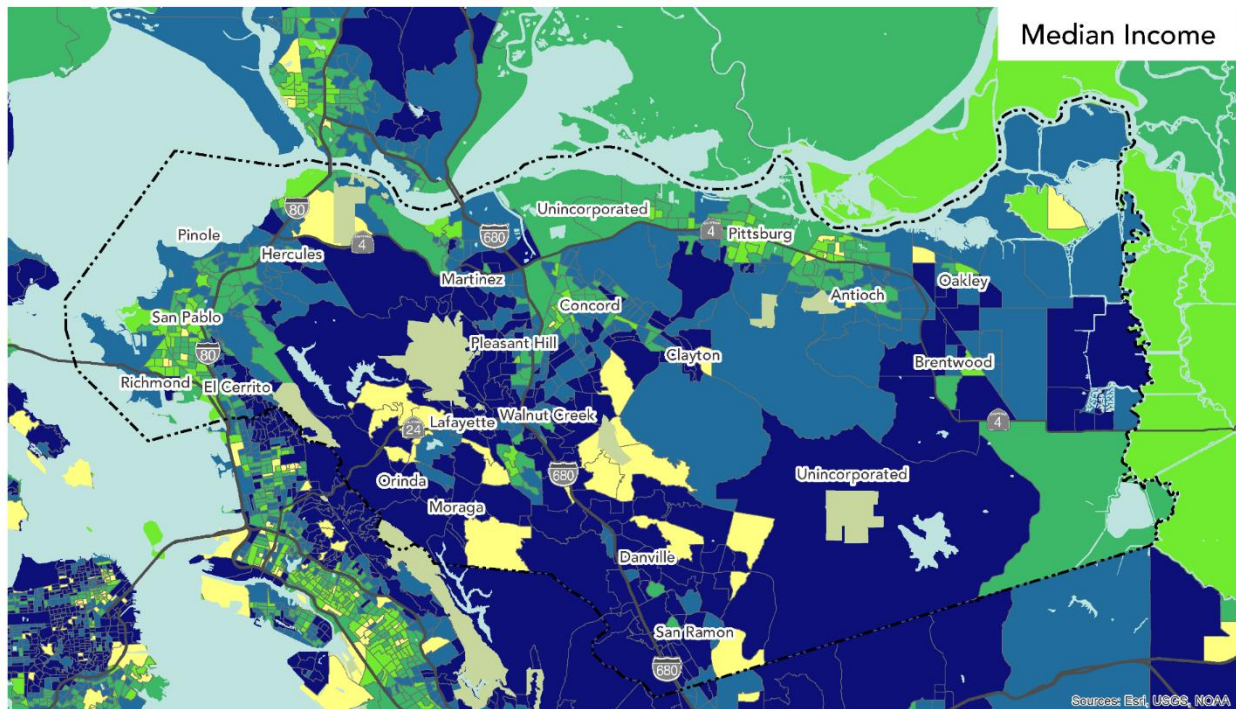 Median Income
80
Unincorporated
Pinole
680
4
Pittsburg
4
Hercules
Martinez
Oakley
Antioch
San Pablo
Concord
80
Pleasant Hill
Clayton
Brentwood
Richmond
El Cerrito
Lafayette
Walnut Creek
24
4
Orinda
680
Unincorporated
Moraga
Danville
San Ramon
680
Sources: Esri, USGS, NOAA